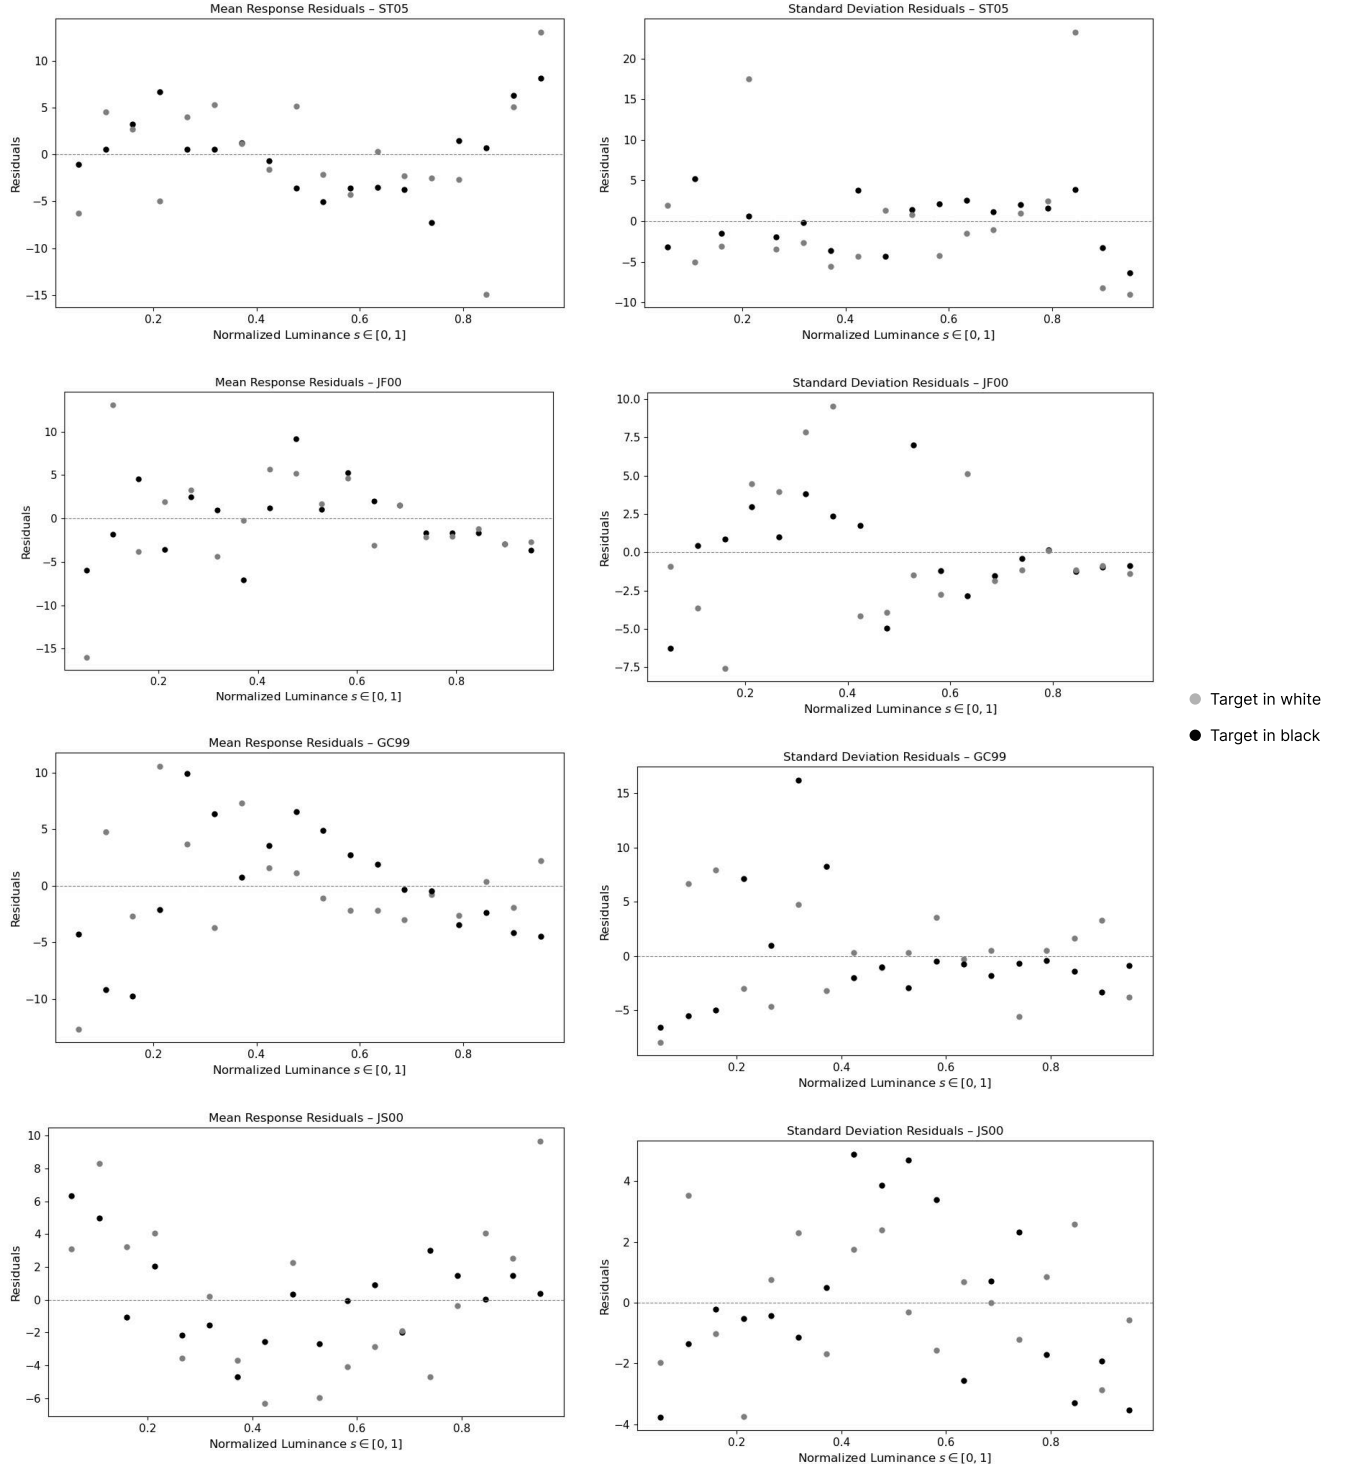 Mean Response Residuals – ST05
Residuals
10
5
0
−5
−10
−15
0.2 0.4 0.6 0.8
Normalized Luminance s ∈ [0, 1]
Standard Deviation Residuals – ST05
Residuals
20
15
10
5
0
−5
−10
0.2 0.4 0.6 0.8
Normalized Luminance s ∈ [0, 1]
Mean Response Residuals – JF00
Residuals
10
5
0
−5
−10
−15
0.2 0.4 0.6 0.8
Normalized Luminance s ∈ [0, 1]
Standard Deviation Residuals – JF00
Residuals
10.0
7.5
5.0
2.5
0.0
−2.5
−5.0
−7.5
0.2 0.4 0.6 0.8
Normalized Luminance s ∈ [0, 1]
Target in white
Target in black
Mean Response Residuals – GC99
Residuals
10
5
0
−5
−10
0.2 0.4 0.6 0.8
Normalized Luminance s ∈ [0, 1]
Standard Deviation Residuals – GC99
Residuals
15
10
5
0
−5
0.2 0.4 0.6 0.8
Normalized Luminance s ∈ [0, 1]
Mean Response Residuals – JS00
Residuals
10
8
6
4
2
0
−2
−4
−6
0.2 0.4 0.6 0.8
Normalized Luminance s ∈ [0, 1]
Standard Deviation Residuals – JS00
Residuals
4
2
0
−2
−4
0.2 0.4 0.6 0.8
Normalized Luminance s ∈ [0, 1]